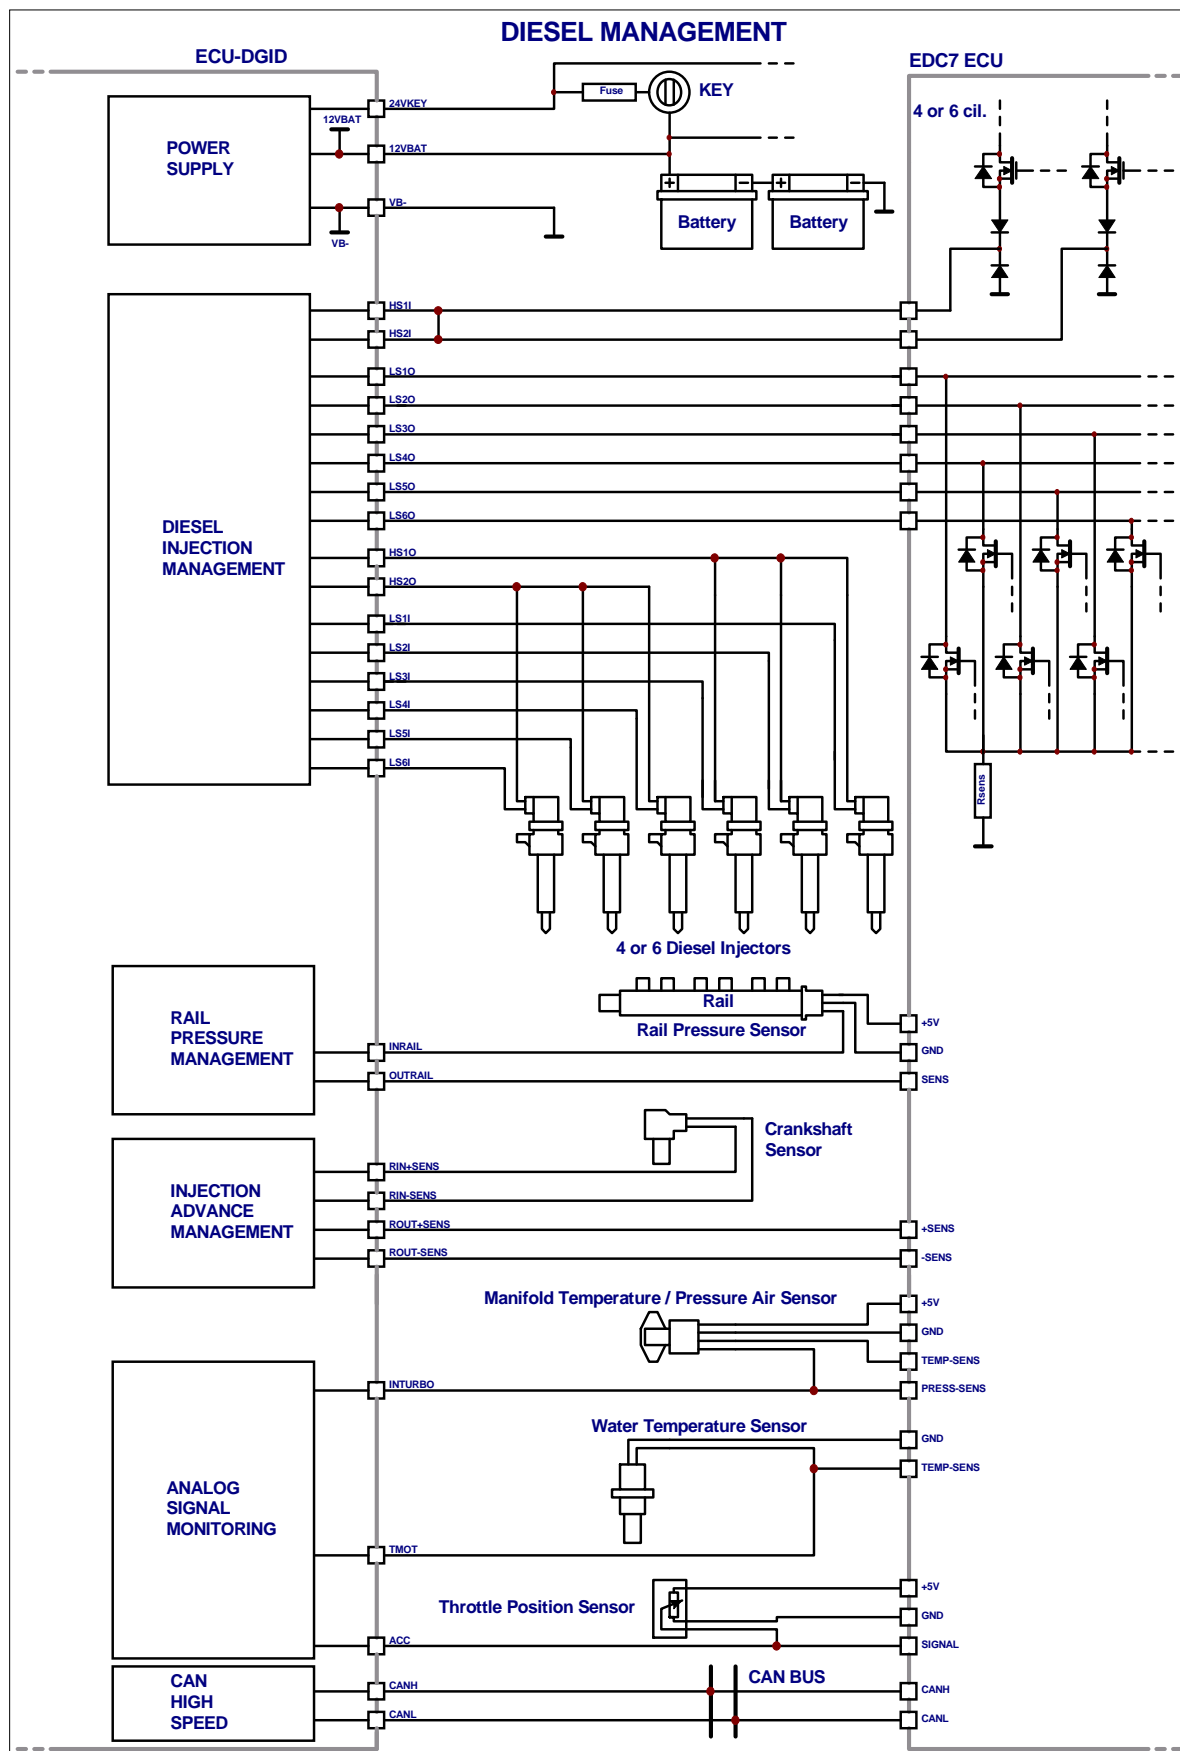 DIESEL MANAGEMENT
ECU-DGID
EDC7 ECU
POWER
SUPPLY
12VBAT
VB-
24VKEY
12VBAT
VB-
Fuse
KEY
+ - + -
Battery
Battery
4 or 6 cil.
DIESEL
INJECTION
MANAGEMENT
HS1I
HS2I
LS1O
LS2O
LS3O
LS4O
LS5O
LS6O
HS1O
HS2O
LS1I
LS2I
LS3I
LS4I
LS5I
LS6I
Rsens
4 or 6 Diesel Injectors
RAIL
PRESSURE
MANAGEMENT
INRAIL
OUTRAIL
Rail
Rail Pressure Sensor
+5V
GND
SENS
INJECTION
ADVANCE
MANAGEMENT
RIN+SENS
RIN-SENS
ROUT+SENS
ROUT-SENS
Crankshaft
Sensor
+SENS
-SENS
Manifold Temperature / Pressure Air Sensor
+5V
GND
TEMP-SENS
PRESS-SENS
ANALOG
SIGNAL
MONITORING
INTURBO
TMOT
ACC
Water Temperature Sensor
GND
TEMP-SENS
Throttle Position Sensor
+5V
GND
SIGNAL
CAN
HIGH
SPEED
CANH
CANL
CAN BUS
CANH
CANL